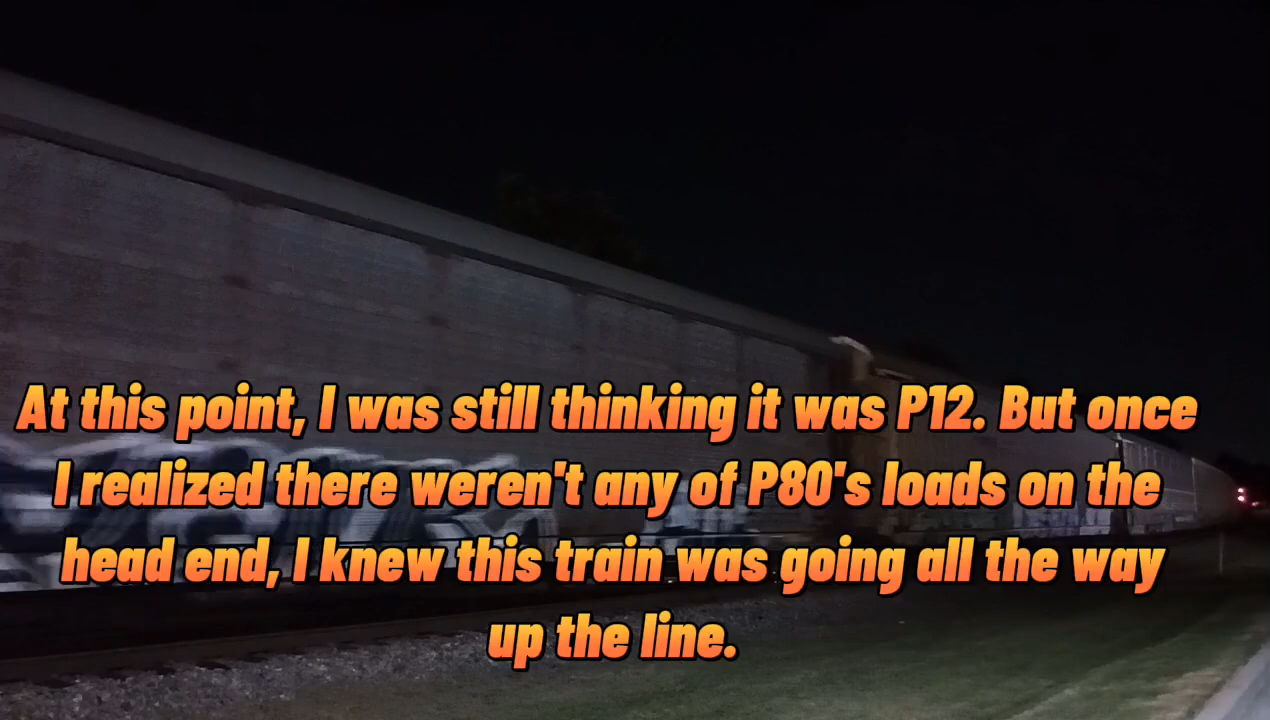 At this point, I was still thinking it was P12. But once
I realized there weren't any of P80's loads on the
head end, I knew this train was going all the way
up the line.